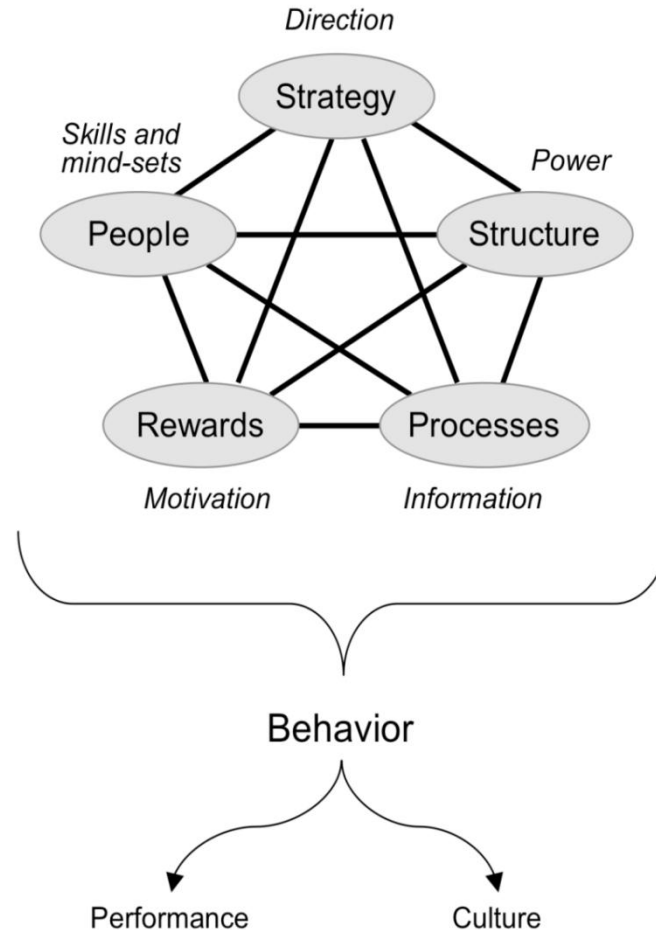 Direction
Strategy
Skills and
mind-sets
Power
People
Structure
Rewards
Processes
Motivation
Information
Behavior
Performance
Culture